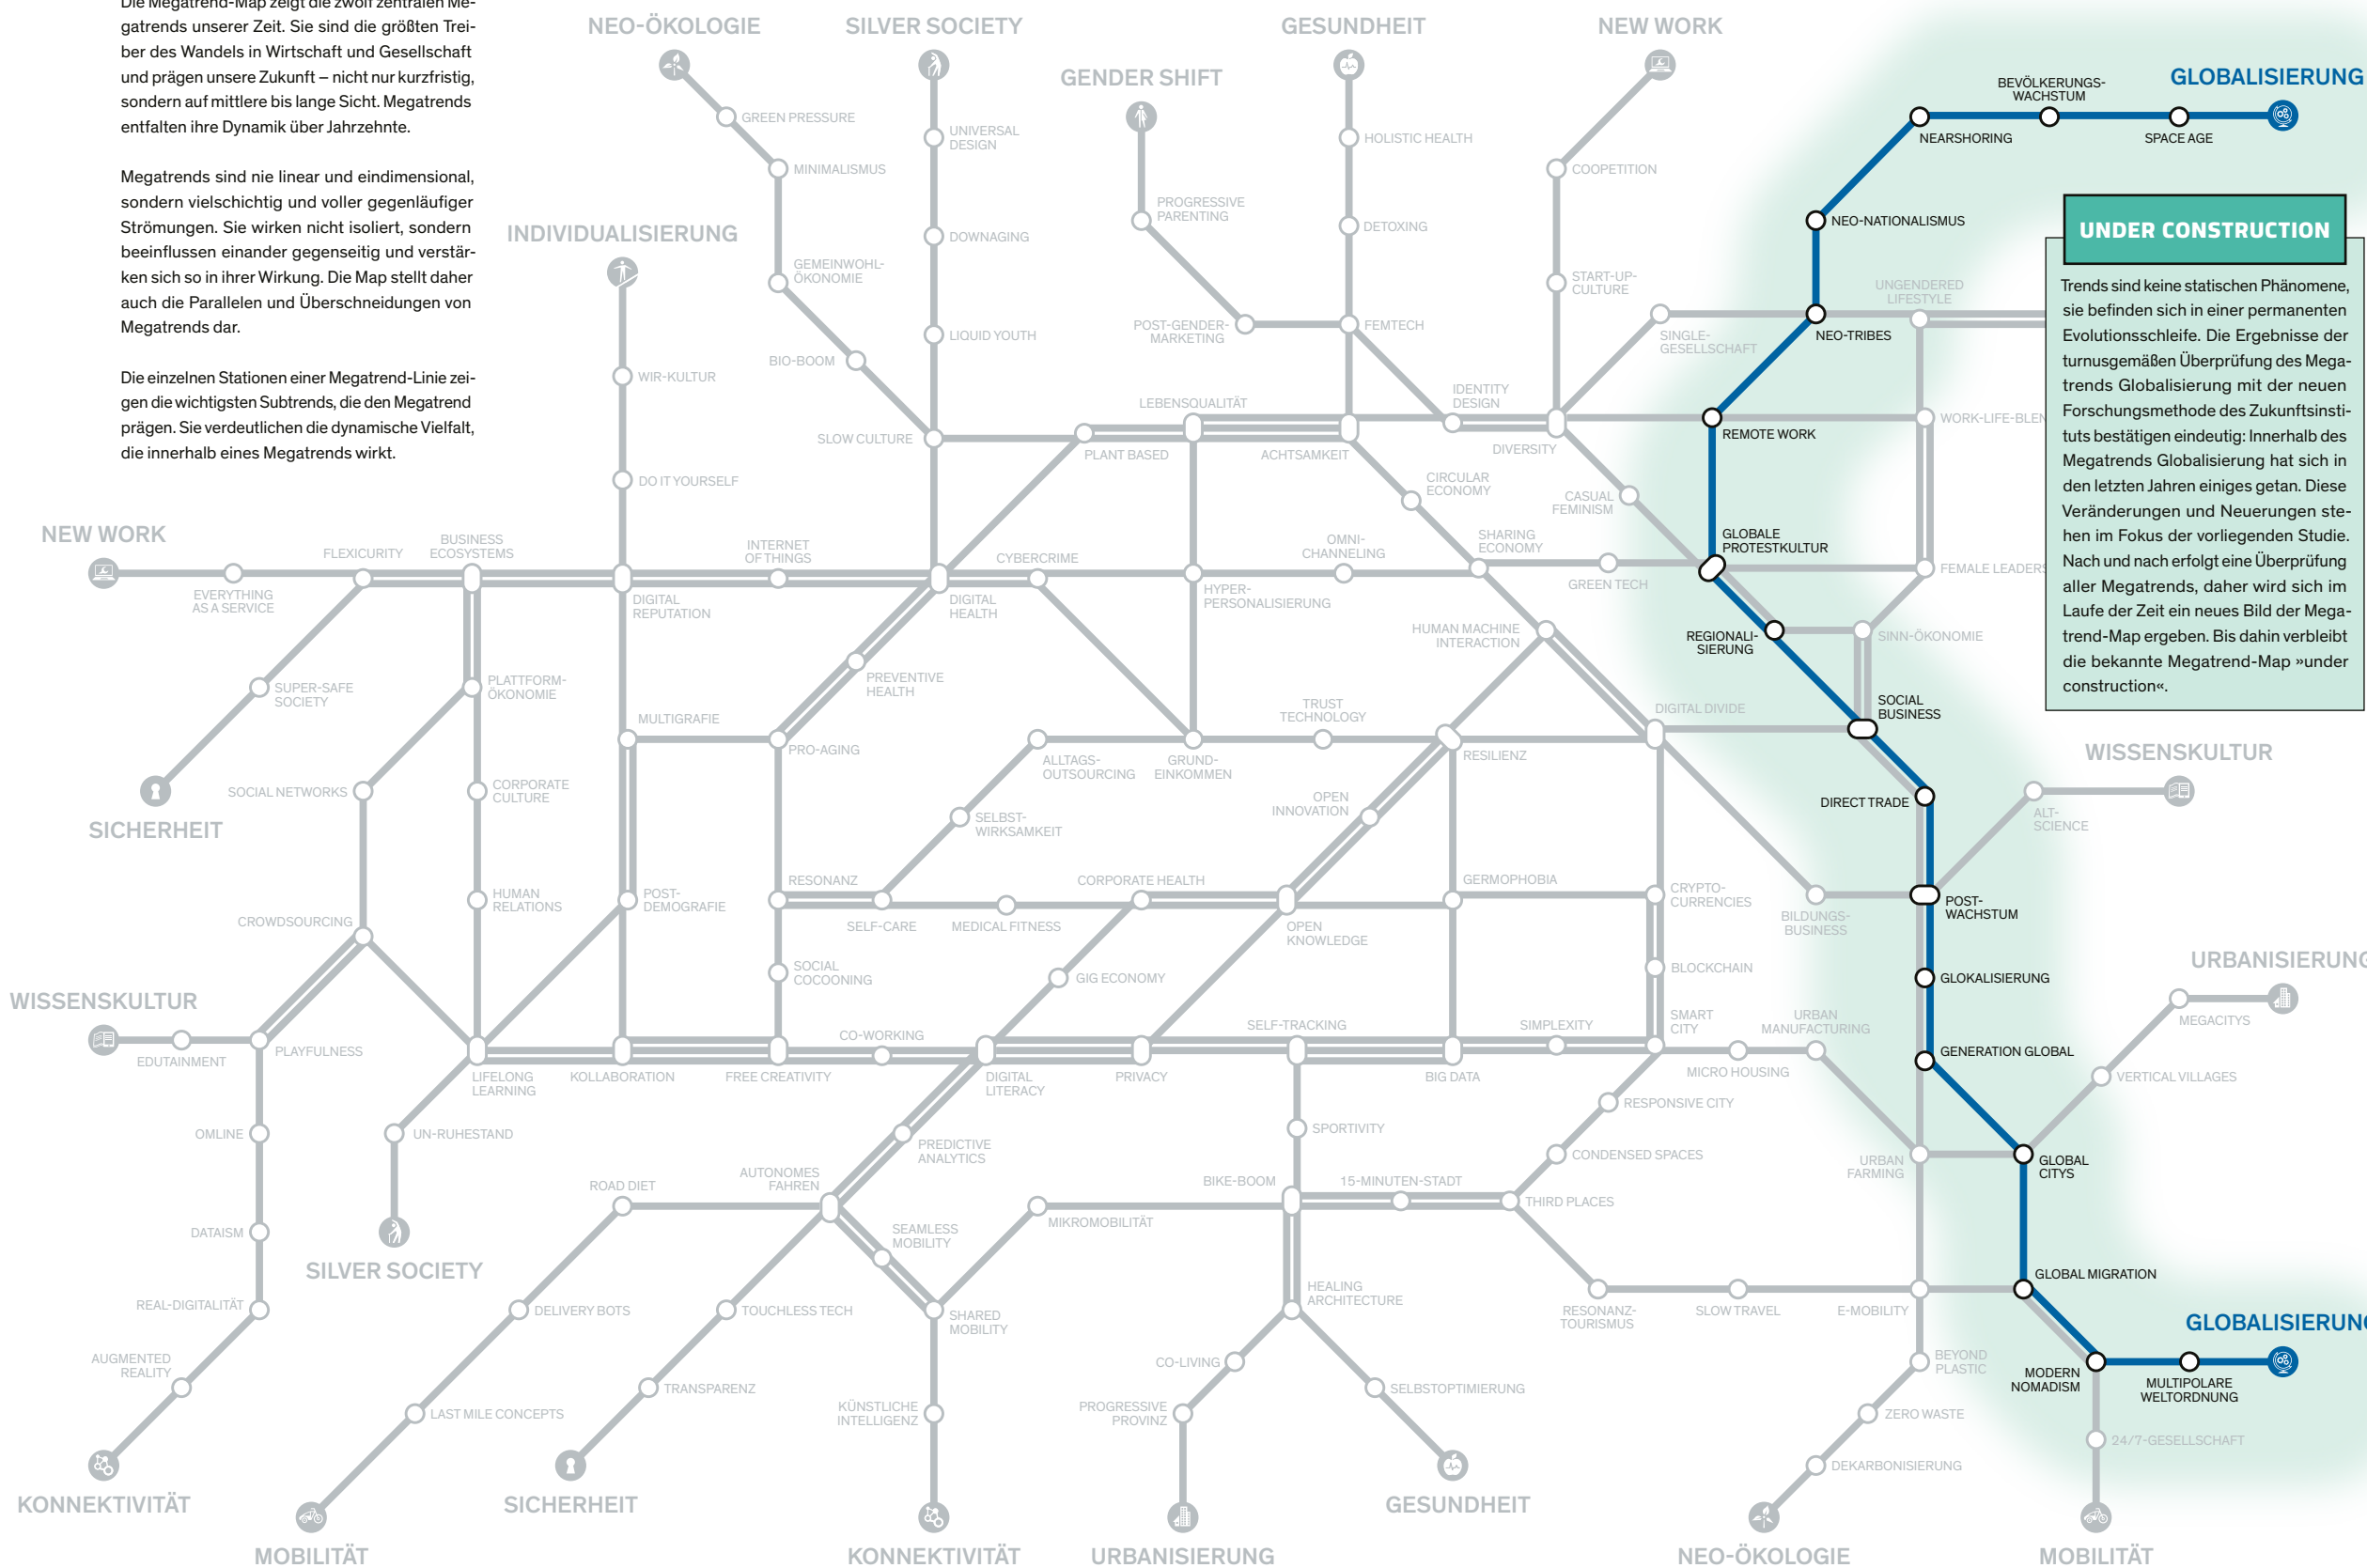 Die Megatrend-Map zeigt die zwölf zentralen Me-
gatrends unserer Zeit. Sie sind die größten Trei-
ber des Wandels in Wirtschaft und Gesellschaft
und prägen unsere Zukunft – nicht nur kurzfristig,
sondern auf mittlere bis lange Sicht. Megatrends
entfalten ihre Dynamik über Jahrzehnte.
Megatrends sind nie linear und eindimensional,
sondern vielschichtig und voller gegenläufiger
Strömungen. Sie wirken nicht isoliert, sondern
beeinflussen einander gegenseitig und verstär-
ken sich so in ihrer Wirkung. Die Map stellt daher
auch die Parallelen und Überschneidungen von
Megatrends dar.
Die einzelnen Stationen einer Megatrend-Linie zei-
gen die wichtigsten Subtrends, die den Megatrend
prägen. Sie verdeutlichen die dynamische Vielfalt,
die innerhalb eines Megatrends wirkt.
NEO-ÖKOLOGIE
SILVER SOCIETY
GESUNDHEIT
NEW WORK
GENDER SHIFT
GLOBALISIERUNG
BEVÖLKERUNGS-
WACHSTUM
NEARSHORING
SPACE AGE
GREEN PRESSURE
UNIVERSAL
DESIGN
HOLISTIC HEALTH
MINIMALISMUS
COOPETITION
PROGRESSIVE
PARENTING
DETOXING
NEO-NATIONALISMUS
INDIVIDUALISIERUNG
DOWNAGING
GEMEINWOHL-
ÖKONOMIE
START-UP-
CULTURE
UNGENDERED
LIFESTYLE
LIQUID YOUTH
POST-GENDER-
MARKETING
FEMTECH
SINGLE-
GESELLSCHAFT
NEO-TRIBES
BIO-BOOM
WIR-KULTUR
LEBENSQUALITÄT
IDENTITY
DESIGN
SLOW CULTURE
PLANT BASED
ACHTSAMKEIT
DIVERSITY
REMOTE WORK
WORK-LIFE-BLEN
DO IT YOURSELF
CIRCULAR
ECONOMY
CASUAL
FEMINISM
UNDER CONSTRUCTION
Trends sind keine statischen Phänomene,
sie befinden sich in einer permanenten
Evolutionsschleife. Die Ergebnisse der
turnusgemäßen Überprüfung des Mega-
trends Globalisierung mit der neuen
Forschungsmethode des Zukunftsinsti-
tuts bestätigen eindeutig: Innerhalb des
Megatrends Globalisierung hat sich in
den letzten Jahren einiges getan. Diese
Veränderungen und Neuerungen ste-
hen im Fokus der vorliegenden Studie.
Nach und nach erfolgt eine Überprüfung
aller Megatrends, daher wird sich im
Laufe der Zeit ein neues Bild der Mega-
trend-Map ergeben. Bis dahin verbleibt
die bekannte Megatrend-Map »under
construction«.
NEW WORK
FLEXICURITY
BUSINESS
ECOSYSTEMS
INTERNET
OF THINGS
CYBERCRIME
OMNI-
CHANNELING
SHARING
ECONOMY
GLOBALE
PROTESTKULTUR
EVERYTHING
AS A SERVICE
DIGITAL
REPUTATION
DIGITAL
HEALTH
HYPER-
PERSONALISIERUNG
GREEN TECH
FEMALE LEADERS
HUMAN MACHINE
INTERACTION
REGIONALI-
SIERUNG
SINN-ÖKONOMIE
SUPER-SAFE
SOCIETY
PLATTFORM-
ÖKONOMIE
PREVENTIVE
HEALTH
MULTIGRAFIE
PRO-AGING
TRUST
TECHNOLOGY
DIGITAL DIVIDE
SOCIAL
BUSINESS
ALLTAGS-
OUTSOURCING
GRUND-
EINKOMMEN
RESILIENZ
WISSENSKULTUR
SICHERHEIT
SOCIAL NETWORKS
CORPORATE
CULTURE
SELBST-
WIRKSAMKEIT
OPEN
INNOVATION
DIRECT TRADE
ALT-
SCIENCE
CROWDSOURCING
HUMAN
RELATIONS
POST-
DEMOGRAFIE
RESONANZ
SELF-CARE
MEDICAL FITNESS
CORPORATE HEALTH
OPEN
KNOWLEDGE
GERMOPHOBIA
CRYPTO-
CURRENCIES
BILDUNGS-
BUSINESS
POST-
WACHSTUM
SOCIAL
COCOONING
GIG ECONOMY
BLOCKCHAIN
GLOKALISIERUNG
URBANISIERUNG
WISSENSKULTUR
EDUTAINMENT
PLAYFULNESS
LIFELONG
LEARNING
KOLLABORATION
FREE CREATIVITY
CO-WORKING
DIGITAL
LITERACY
PRIVACY
SELF-TRACKING
BIG DATA
SIMPLEXITY
SMART
CITY
MICRO HOUSING
URBAN
MANUFACTURING
GENERATION GLOBAL
MEGACITYS
VERTICAL VILLAGES
OMLINE
UN-RUHESTAND
PREDICTIVE
ANALYTICS
SPORTIVITY
RESPONSIVE CITY
CONDENSED SPACES
URBAN
FARMING
GLOBAL
CITYS
ROAD DIET
AUTONOMES
FAHREN
SEAMLESS
MOBILITY
MIKROMOBILITÄT
BIKE-BOOM
15-MINUTEN-STADT
THIRD PLACES
DATAISM
SILVER SOCIETY
REAL-DIGITALITÄT
DELIVERY BOTS
TOUCHLESS TECH
SHARED
MOBILITY
HEALING
ARCHITECTURE
RESONANZ-
TOURISMUS
SLOW TRAVEL
E-MOBILITY
GLOBAL MIGRATION
GLOBALISIERUNG
AUGMENTED
REALITY
LAST MILE CONCEPTS
TRANSPARENZ
KÜNSTLICHE
INTELLIGENZ
CO-LIVING
PROGRESSIVE
PROVINZ
SELBSTOPTIMIERUNG
BEYOND
PLASTIC
MODERN
NOMADISM
MULTIPOLARE
WELTORDNUNG
ZERO WASTE
24/7-GESELLSCHAFT
DEKARBONISIERUNG
KONNEKTIVITÄT
SICHERHEIT
GESUNDHEIT
MOBILITÄT
KONNEKTIVITÄT
URBANISIERUNG
NEO-ÖKOLOGIE
MOBILITÄT